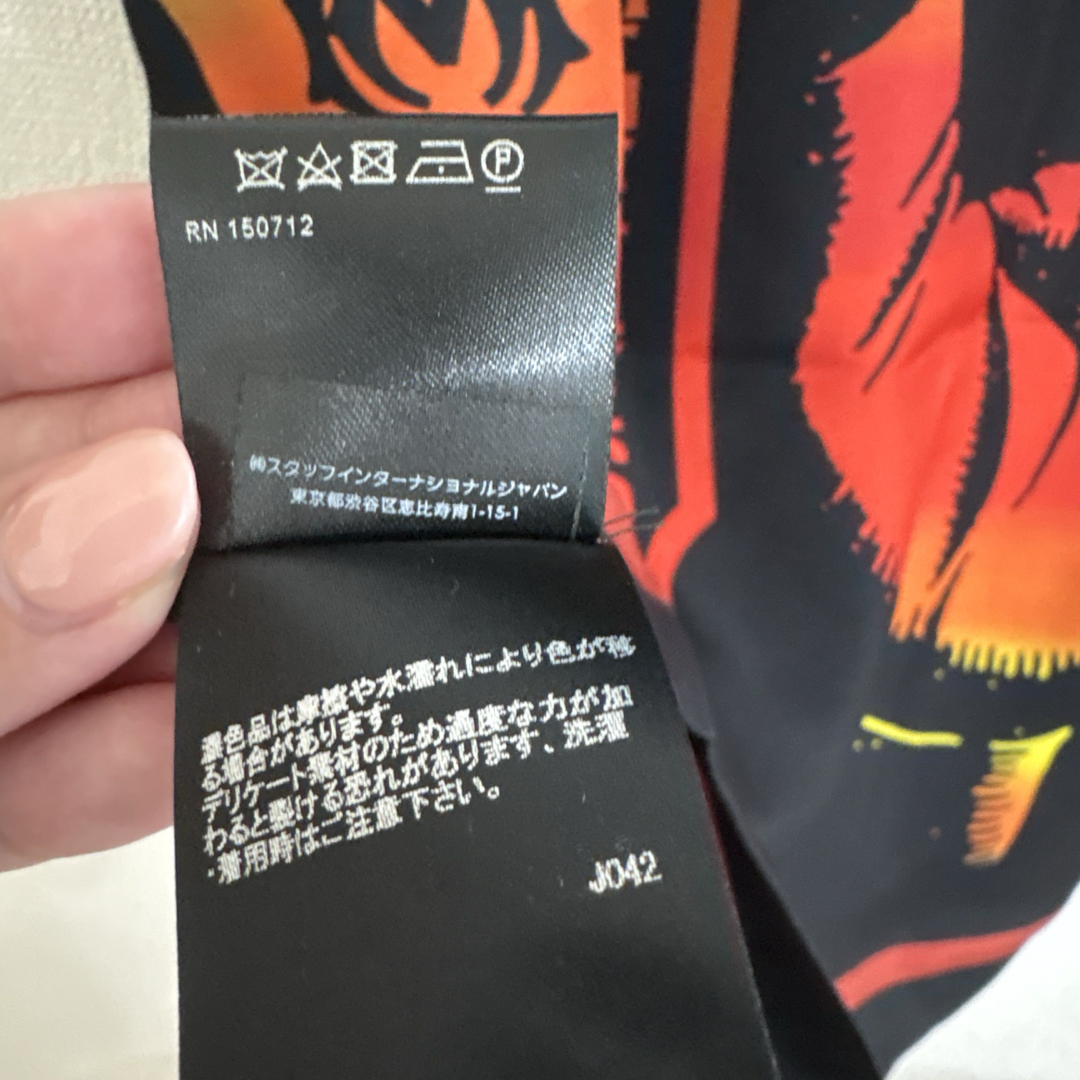 RN 150712
㈱スタッフインターナショナルジャパン
東京都渋谷区恵比寿南1-15-1
濃色品は摩擦や水濡れにより色が移
る場合があります。
デリケート素材のため過度な力が加
わると裂ける恐れがあります、洗濯
・着用時はご注意下さい。
J042